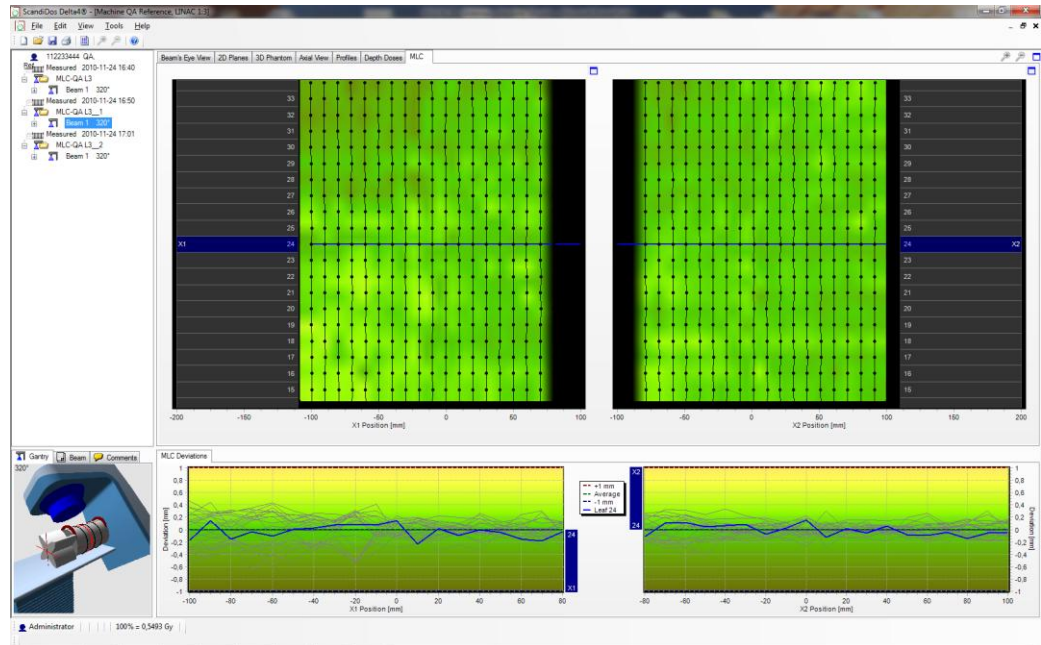 ScandiDos Delta4® - [Machine QA Reference, LINAC 1:3]
File Edit View Tools Help
112233444 QA,
Measured 2010-11-24 16:40
MLC-QA L3
Beam 1 320°
Measured 2010-11-24 16:50
MLC-QA L3__1
Beam 1 320°
Measured 2010-11-24 17:01
MLC-QA L3__2
Beam 1 320°
Beam's Eye View 2D Planes 3D Phantom Axial View Profiles Depth Doses MLC
33 33
32 32
31 31
30 30
29 29
28 28
27 27
26 26
25 25
X1 24 24 X2
23 23
22 22
21 21
20 20
19 19
18 18
17 17
16 16
15 15
-200 -150 -100 -50 0 50 100 -100 -50 0 50 100 150 200
X1 Position [mm] X2 Position [mm]
Gantry Beam Comments
320°
MLC Deviations
1
0,8
0,6
0,4
0,2
0
-0,2
-0,4
-0,6
-0,8
-1
Deviation [mm]
-100 -80 -60 -40 -20 0 20 40 60 80
X1 Position [mm]
24
X1
+1 mm
Average
-1 mm
Leaf 24
X2
24
1
0,8
0,6
0,4
0,2
0
-0,2
-0,4
-0,6
-0,8
-1
Deviation [mm]
-80 -60 -40 -20 0 20 40 60 80 100
X2 Position [mm]
Administrator 100% = 0,5493 Gy